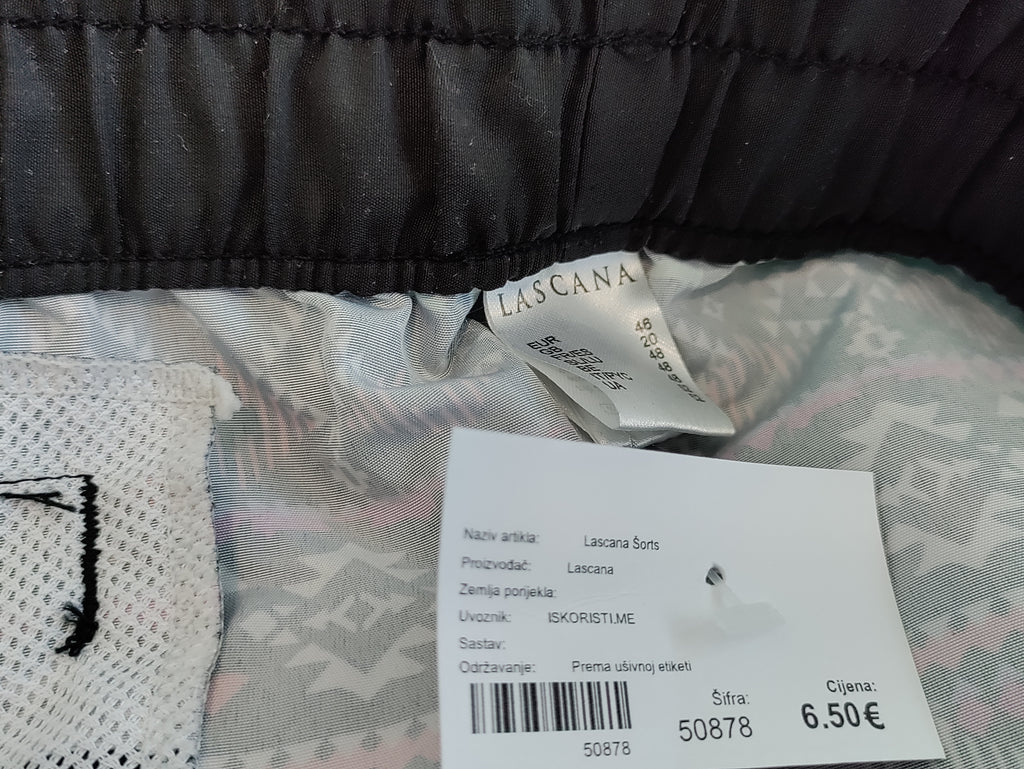 LASCANA
46
20
48
Naziv artikla: Lascana Šorts
Proizvođač: Lascana
Zemlja porijekla:
Uvoznik: ISKORISTI.ME
Sastav:
Održavanje: Prema ušivnoj etiketi
Šifra: Cijena:
50878 6.50€
50878